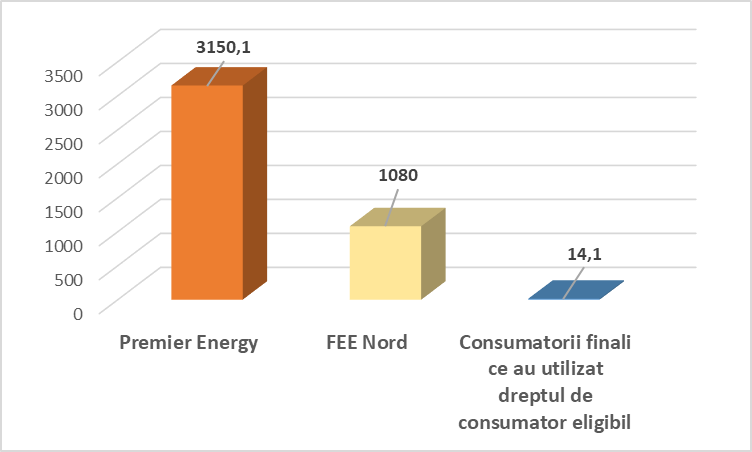 3150,1
1080
14,1
3500
3000
2500
2000
1500
1000
500
0
Premier Energy
FEE Nord
Consumatorii finali
ce au utilizat
dreptul de
consumator eligibil